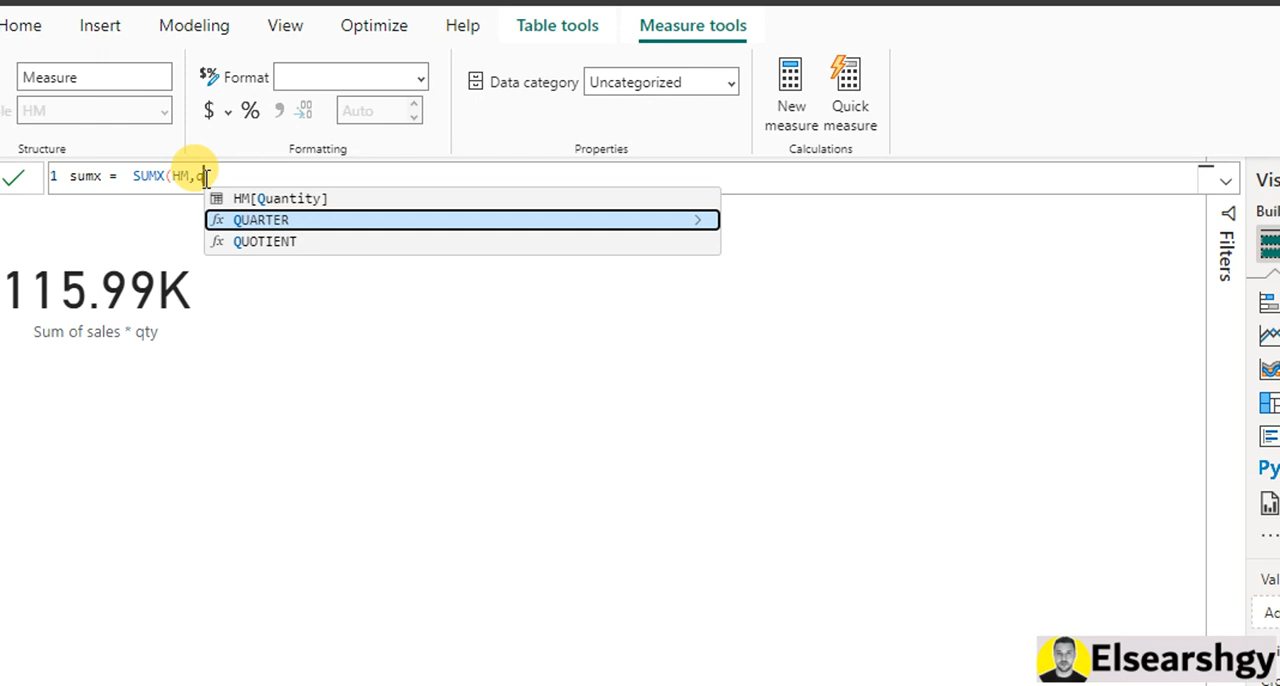 Home Insert Modeling View Optimize Help Table tools Measure tools
Measure
Format
Data category Uncategorized
HM
$ % Auto
New measure
Quick measure
Structure Formatting Properties Calculations
1 sumx = SUMX(HM,q
HM[Quantity]
QUARTER
QUOTIENT
115.99K
Sum of sales * qty
Filters
Py
Elsearshgy